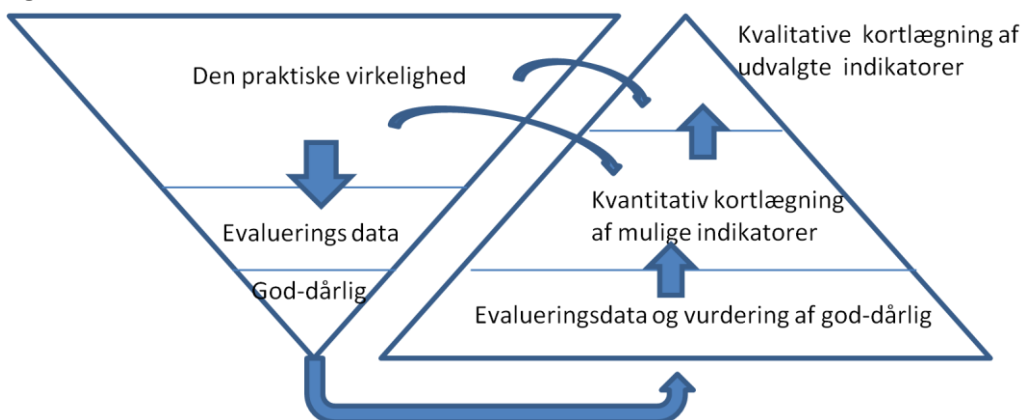 Den praktiske virkelighed
Evaluerings data
God-dårlig
Kvalitative kortlægning af
udvalgte indikatorer
Kvantitativ kortlægning
af mulige indikatorer
Evalueringsdata og vurdering af god-dårlig